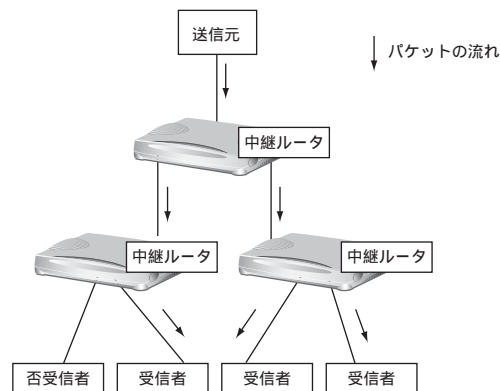 送信元
パケットの流れ
中継ルータ
中継ルータ
中継ルータ
否受信者
受信者
受信者
受信者